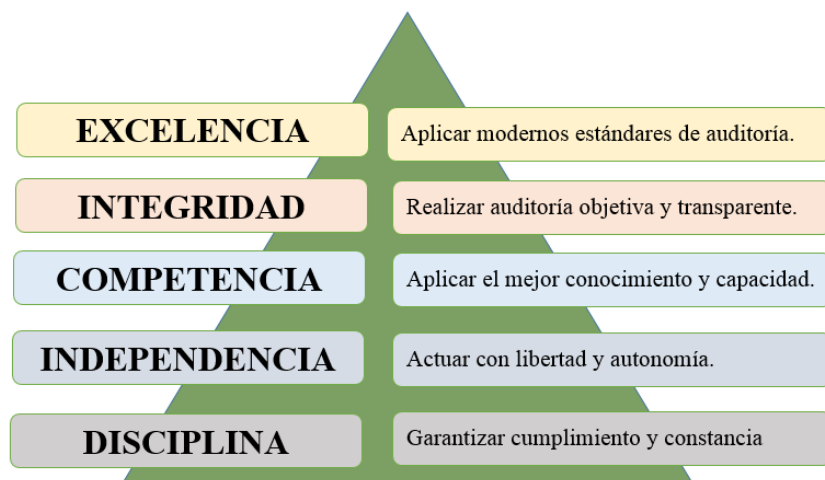 EXCELENCIA
Aplicar modernos estándares de auditoría.
INTEGRIDAD
Realizar auditoría objetiva y transparente.
COMPETENCIA
Aplicar el mejor conocimiento y capacidad.
INDEPENDENCIA
Actuar con libertad y autonomía.
DISCIPLINA
Garantizar cumplimiento y constancia